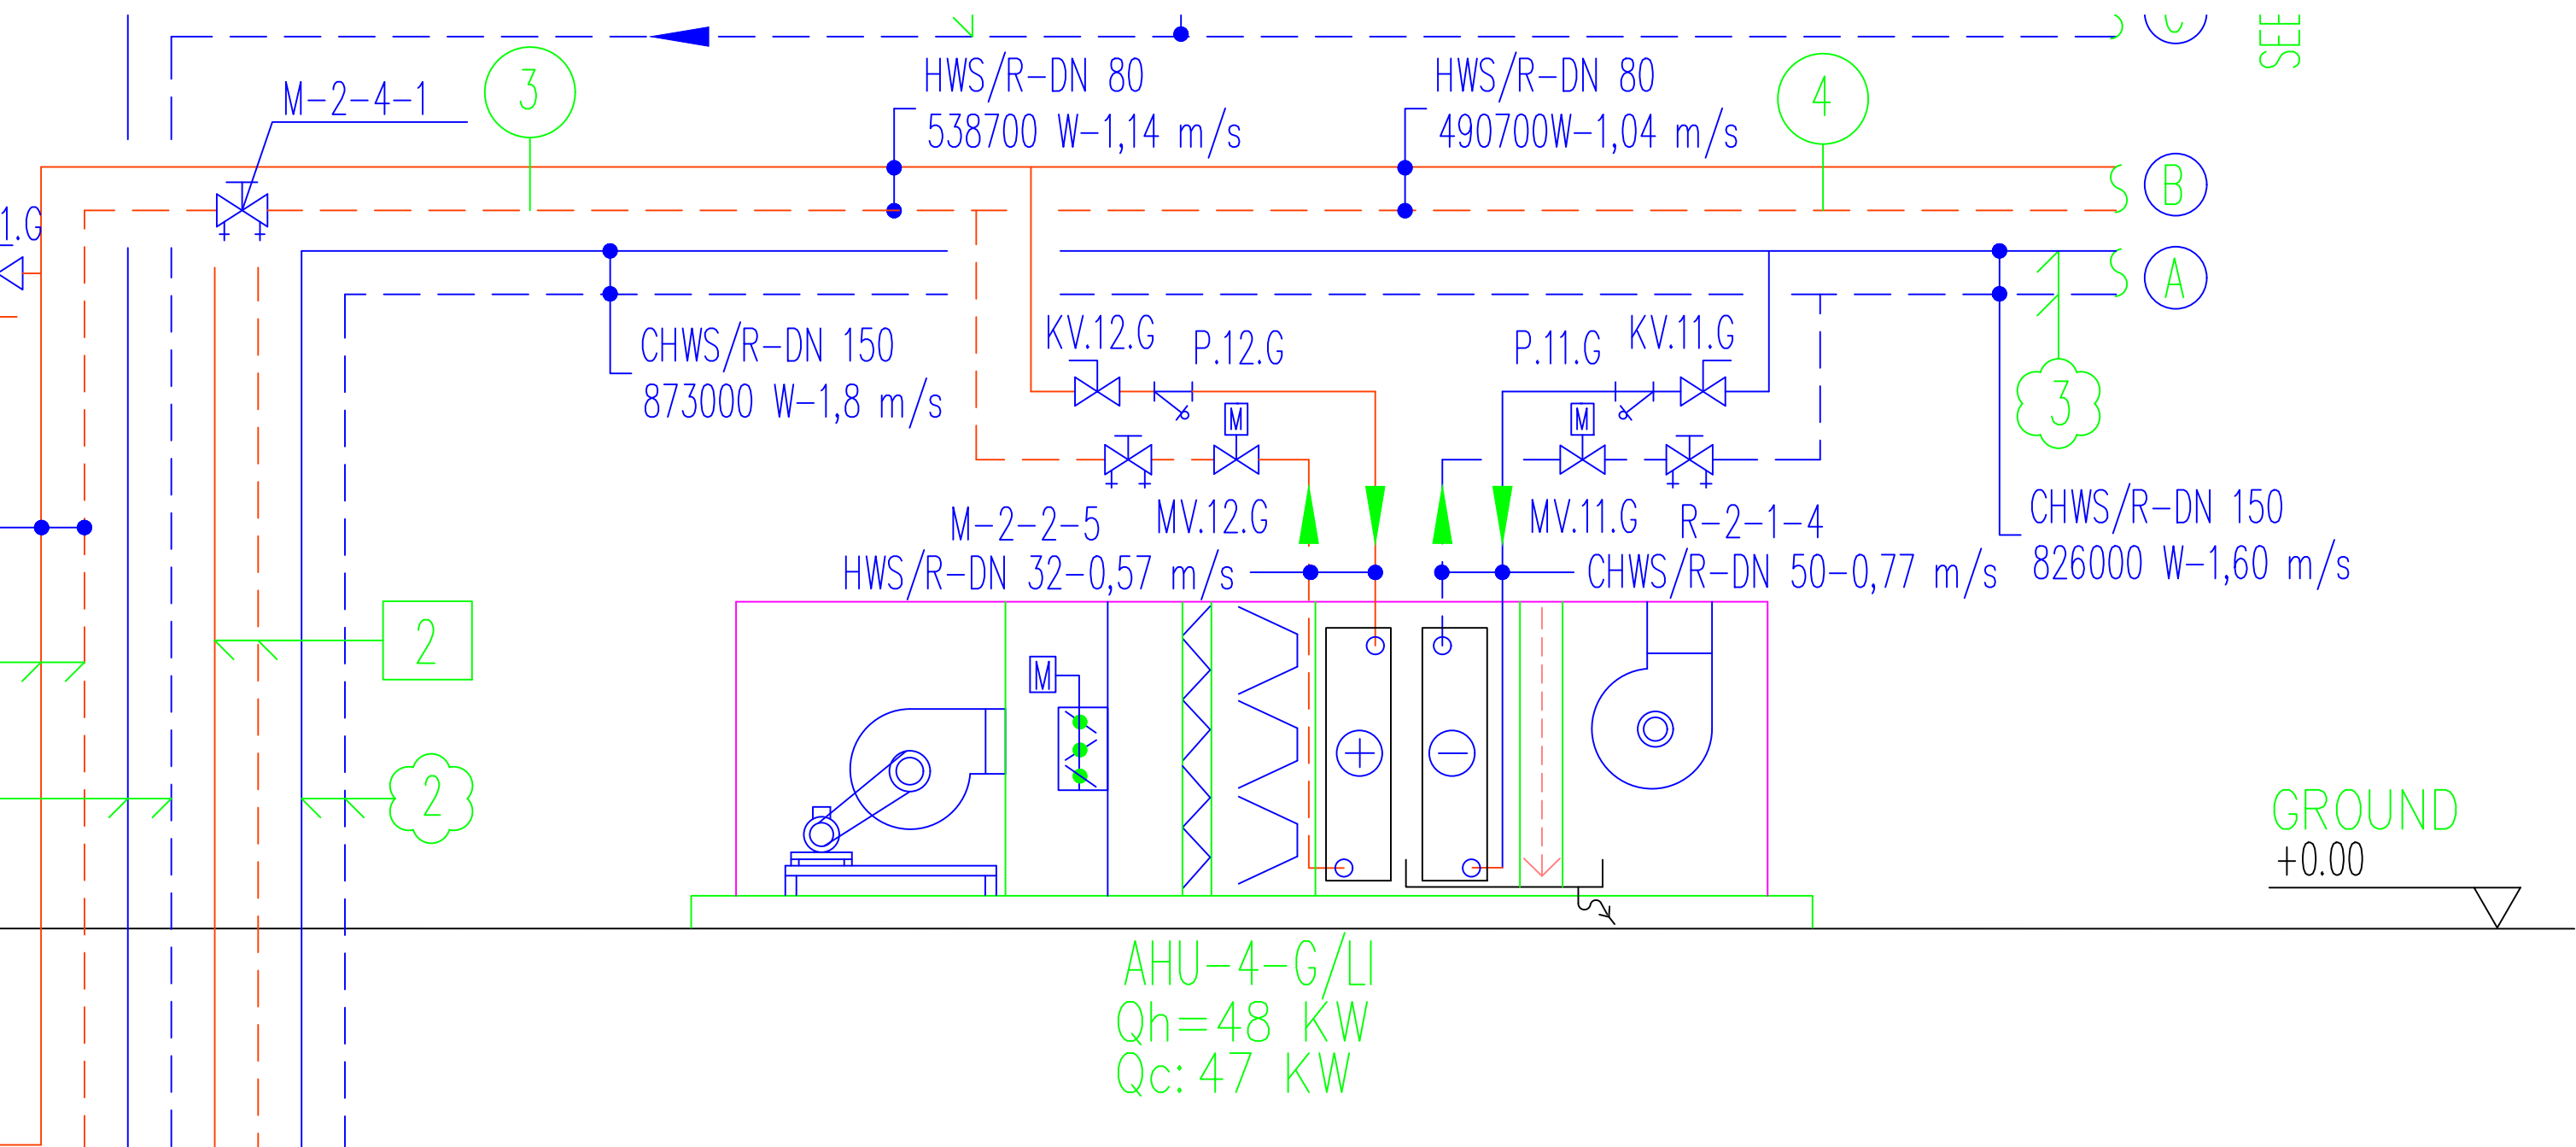 SEE
M-2-4-1
3
HWS/R-DN 80
538700 W-1,14 m/s
HWS/R-DN 80
490700W-1,04 m/s
4
B
1.G
A
CHWS/R-DN 150
873000 W-1,8 m/s
KV.12.G
P.12.G
P.11.G
KV.11.G
3
M
M
M-2-2-5
MV.12.G
MV.11.G
R-2-1-4
HWS/R-DN 32-0,57 m/s
CHWS/R-DN 50-0,77 m/s
CHWS/R-DN 150
826000 W-1,60 m/s
2
M
2
GROUND
+0.00
AHU-4-G/LI
Qh=48 KW
Qc:47 KW